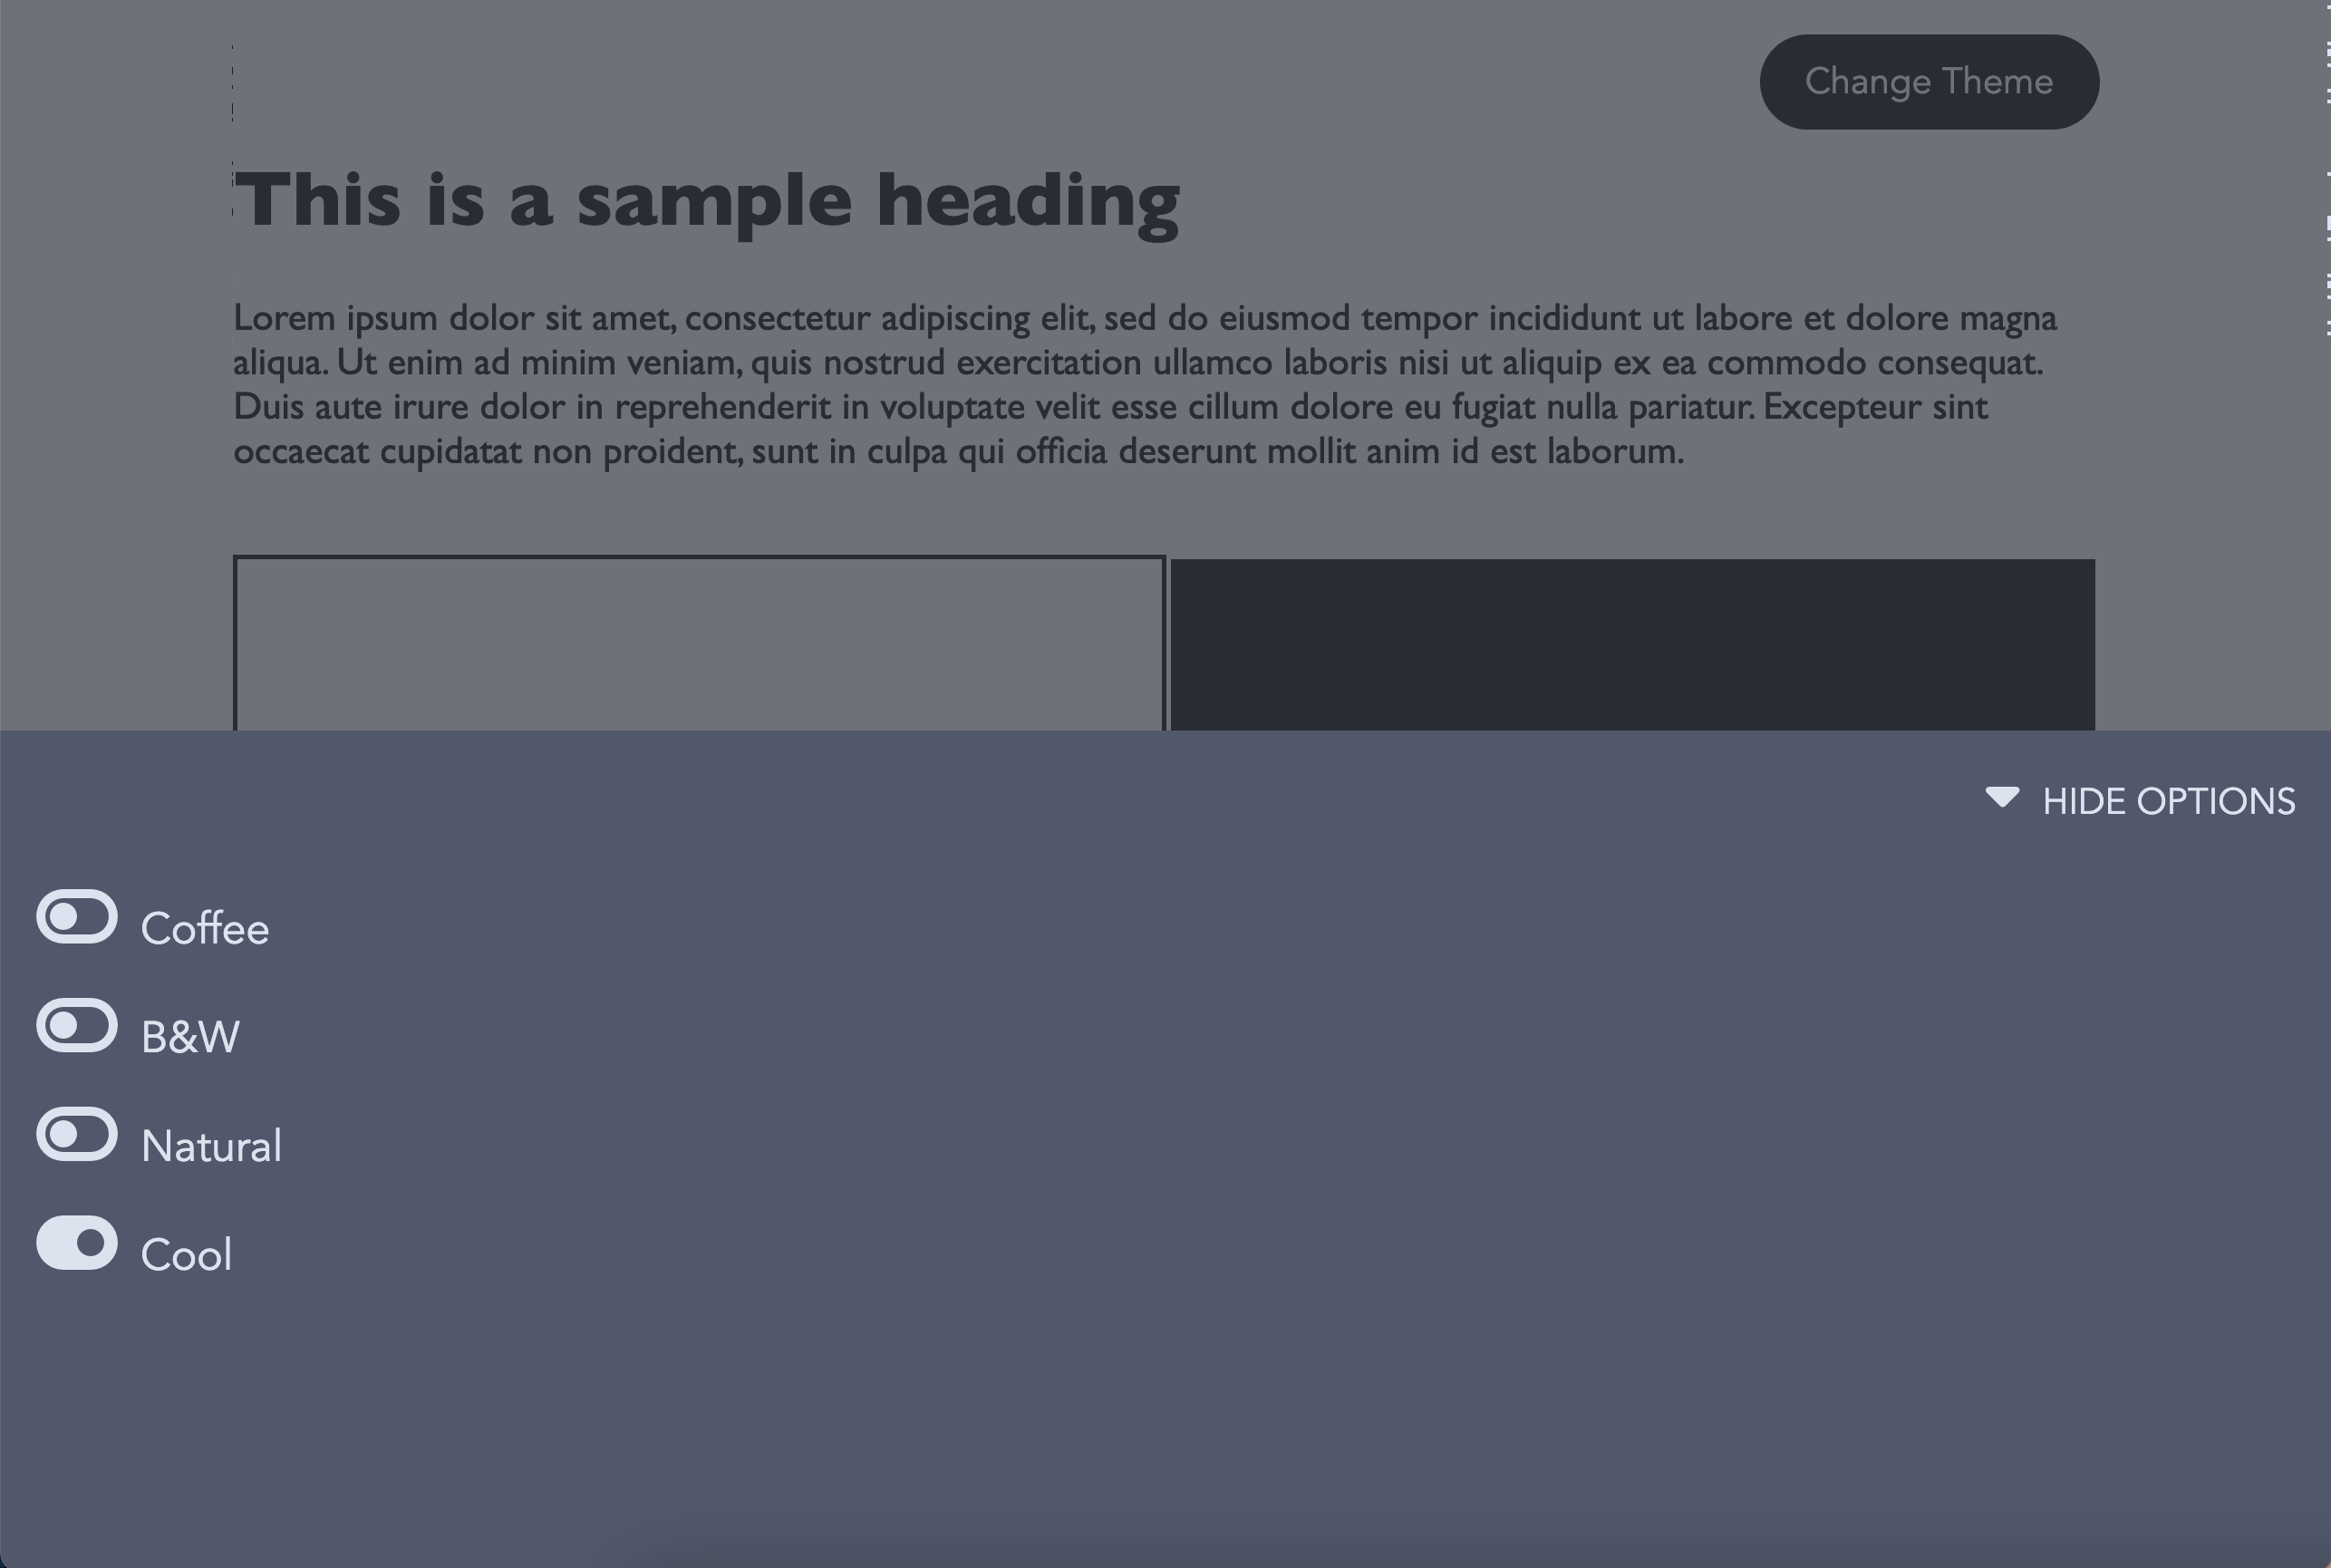 Change Theme
This is a sample heading
Lorem ipsum dolor sit amet, consectetur adipiscing elit, sed do eiusmod tempor incididunt ut labore et dolore magna
aliqua. Ut enim ad minim veniam, quis nostrud exercitation ullamco laboris nisi ut aliquip ex ea commodo consequat.
Duis aute irure dolor in reprehenderit in voluptate velit esse cillum dolore eu fugiat nulla pariatur. Excepteur sint
occaecat cupidatat non proident, sunt in culpa qui officia deserunt mollit anim id est laborum.
HIDE OPTIONS
Coffee
B&W
Natural
Cool